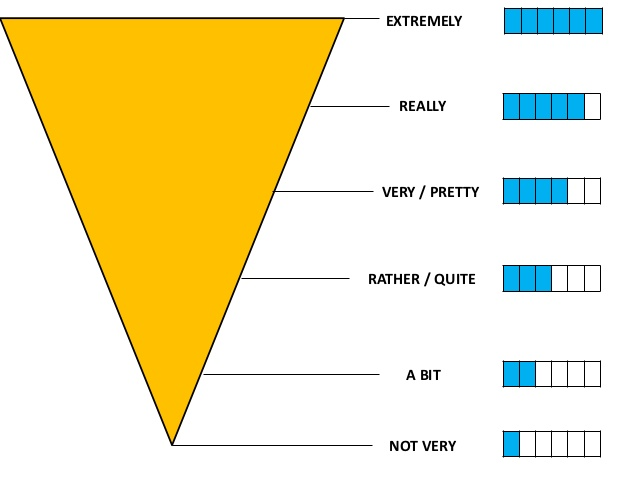 EXTREMELY
REALLY
VERY / PRETTY
RATHER / QUITE
A BIT
NOT VERY